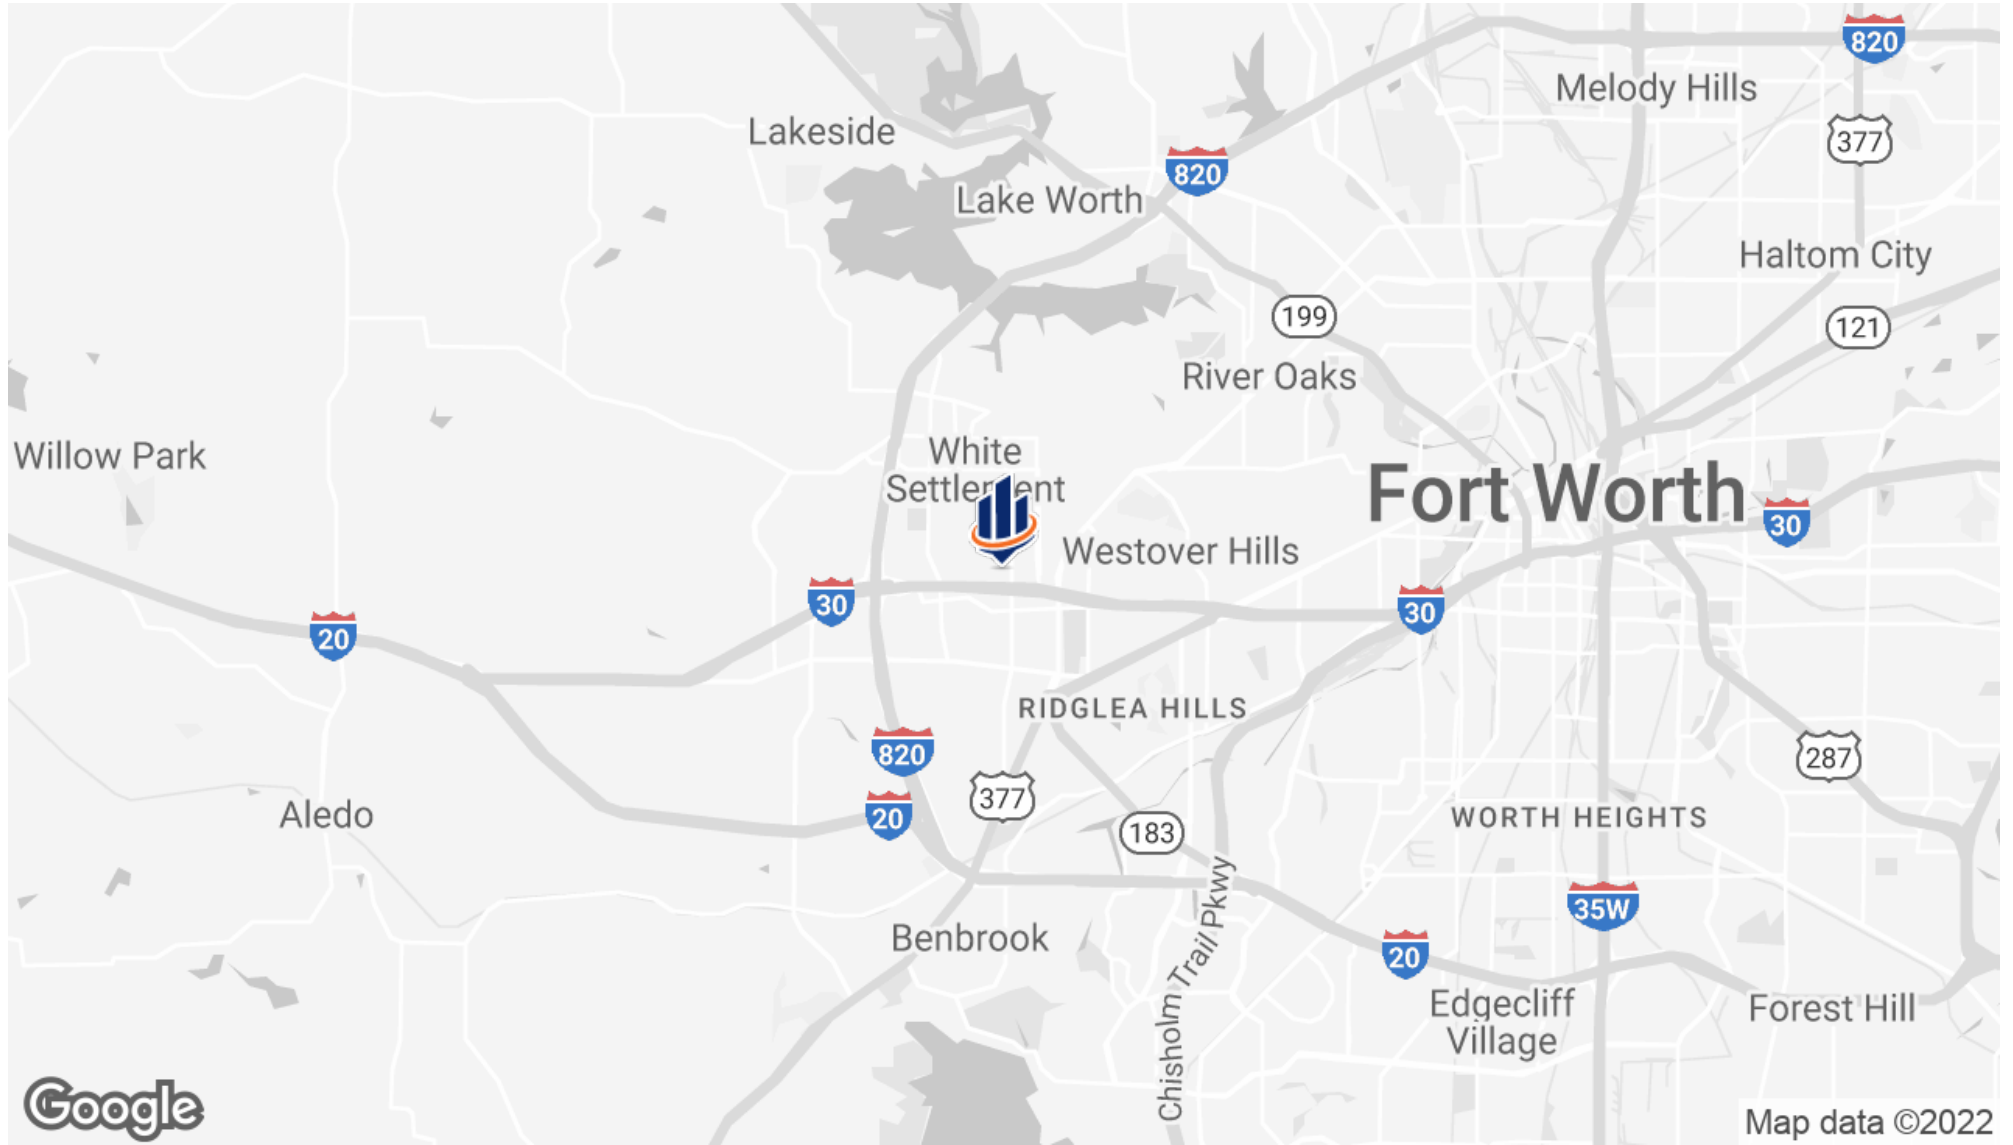 820
Melody Hills
377
Lakeside
820
Lake Worth
Haltom City
199
121
River Oaks
White
Settlement
Willow Park
Fort Worth
30
Westover Hills
30
30
20
RIDGLEA HILLS
820
287
377
20
Aledo
WORTH HEIGHTS
183
35W
Chisholm Trail Pkwy
Benbrook
20
Edgecliff
Village
Forest Hill
Google
Map data ©2022